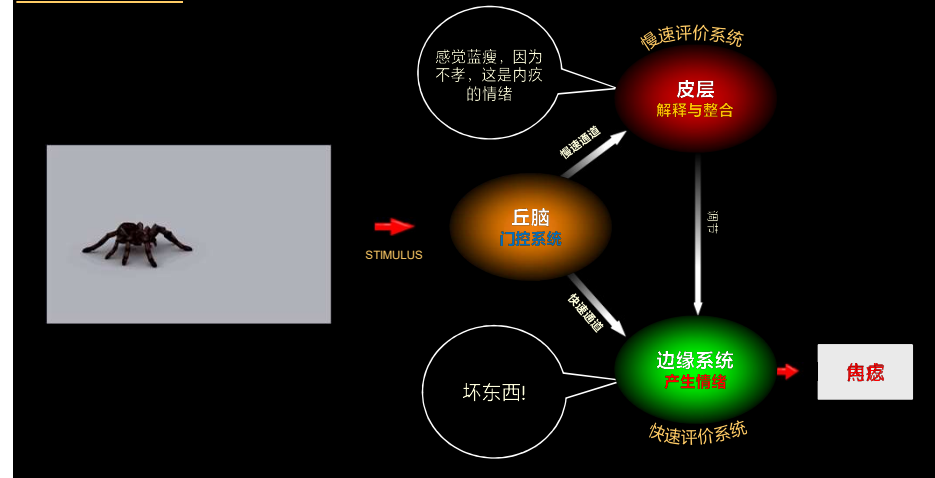 慢速评价系统
感觉蓝瘦，因为
不孝，这是内疚
的情绪
皮层
解释与整合
慢速通道
丘脑
门控系统
STIMULUS
调节
快速通道
边缘系统
产生情绪
坏东西!
快速评价系统